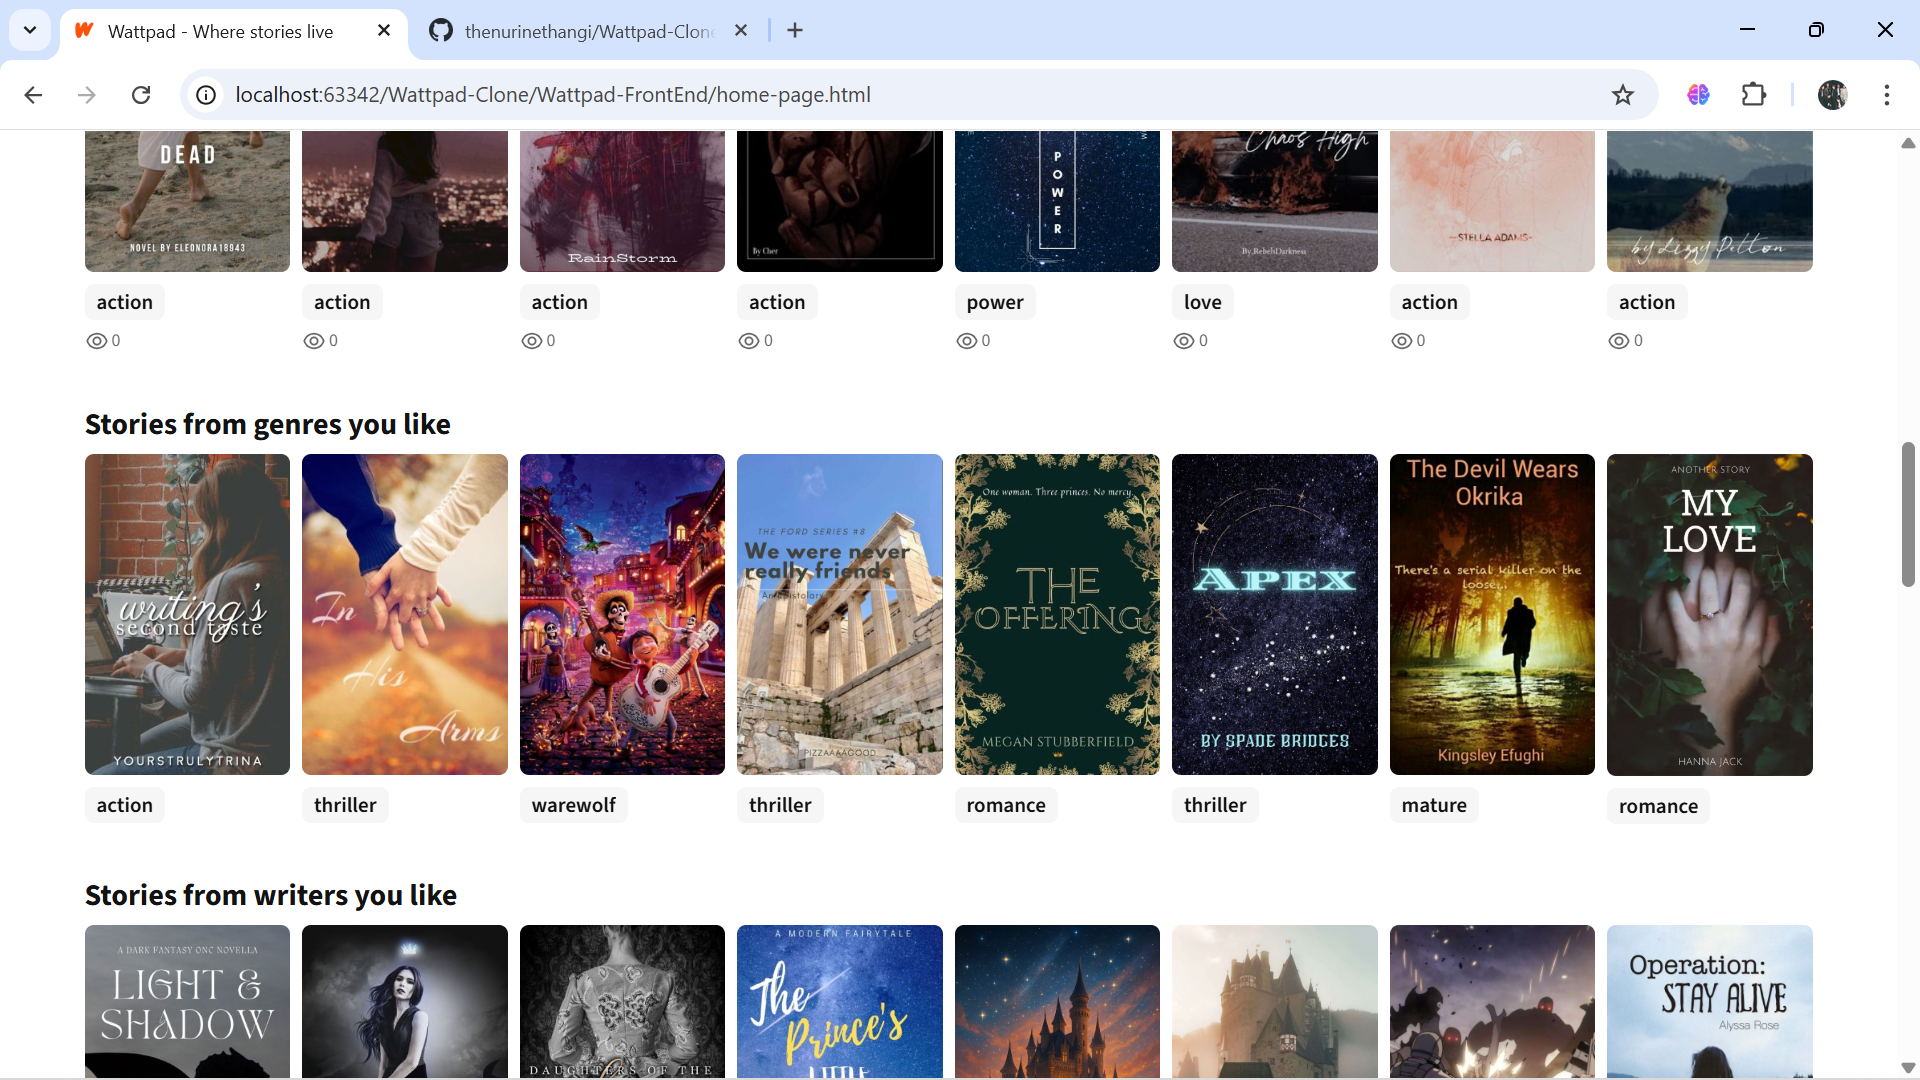 Wattpad - Where stories live
thenurinethangi/Wattpad-Clone
localhost:63342/Wattpad-Clone/Wattpad-FrontEnd/home-page.html
DEAD
NOVEL BY ELEONORA18943
RainStorm
By Cher
POWER
Chaos High
By RebelsDarkness
-STELLA ADAMS-
by Lizzy Pelton
action
action
action
action
power
love
action
action
0
0
0
0
0
0
0
0
Stories from genres you like
writing's
second taste
YOURSTRULYTRINA
In
His
Arms
THE FORD SERIES #8
We were never
really friends
An Epistolary
PIZZAAAAGOOD
One woman. Three princes. No mercy.
THE
OFFERING
MEGAN STUBBERFIELD
APEX
BY SPADE BRIDGES
The Devil Wears
Okrika
There's a serial killer on the
loose...
Kingsley Efughi
ANOTHER STORY
MY
LOVE
HANNA JACK
action
thriller
warewolf
thriller
romance
thriller
mature
romance
Stories from writers you like
A DARK FANTASY ONC NOVELLA
LIGHT &
SHADOW
DAUGHTERS OF THE
A MODERN FAIRYTALE
The
Prince's
LITTLE
Operation:
STAY ALIVE
Alyssa Rose